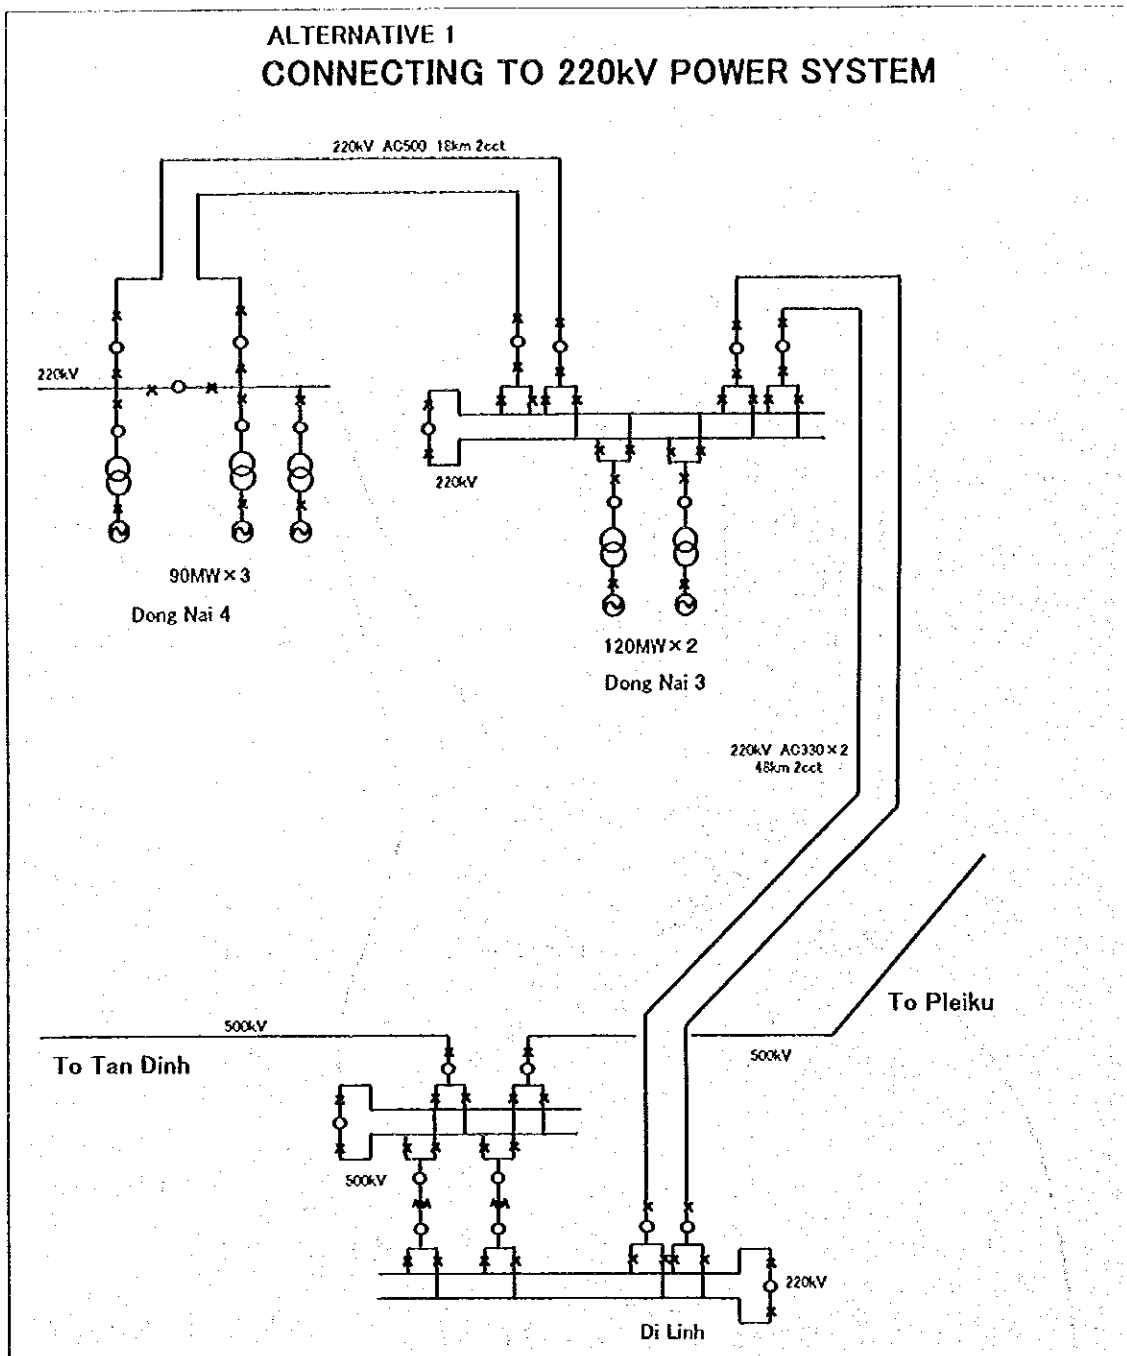 ALTERNATIVE 1
CONNECTING TO 220kV POWER SYSTEM
220kV AC500 18km 2cct
220kV
220kV
90MW×3
Dong Nai 4
120MW×2
Dong Nai 3
220kV AC330×2
48km 2cct
To Pleiku
500kV
500kV
To Tan Dinh
500kV
220kV
Di Linh